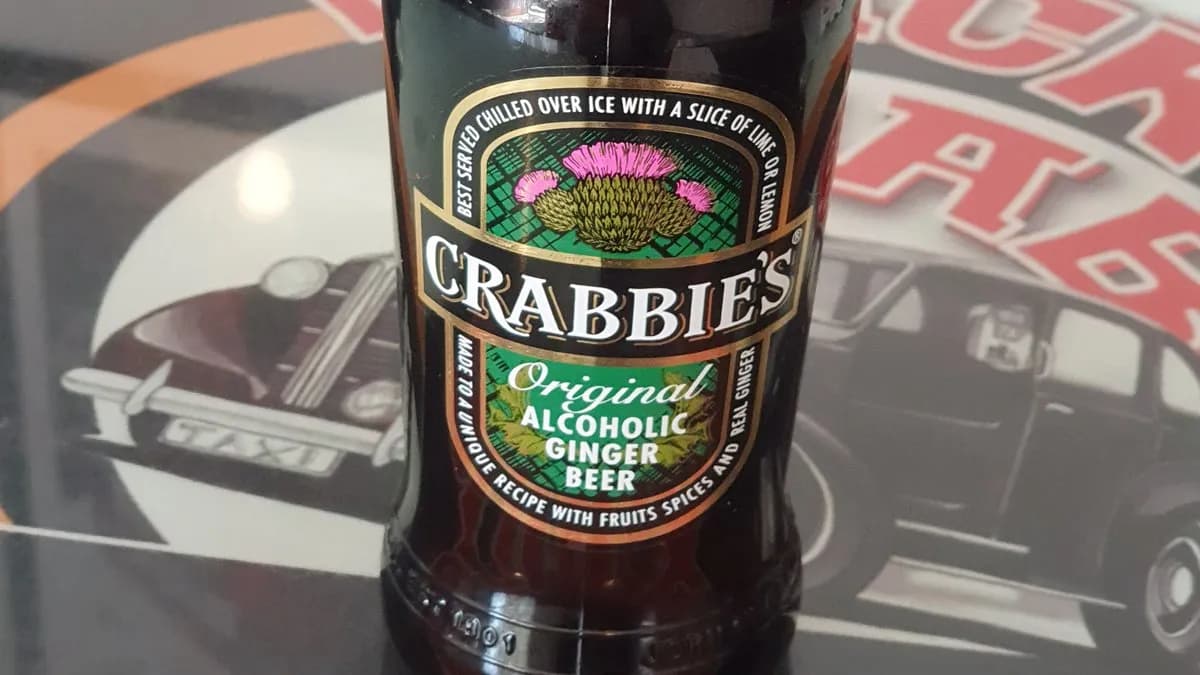 BEST SERVED CHILLED OVER ICE WITH A SLICE OF LIME OR LEMON
CRABBIE'S®
Original
ALCOHOLIC
GINGER
BEER
MADE TO A UNIQUE RECIPE WITH FRUITS SPICES AND REAL GINGER
TAXI
1801